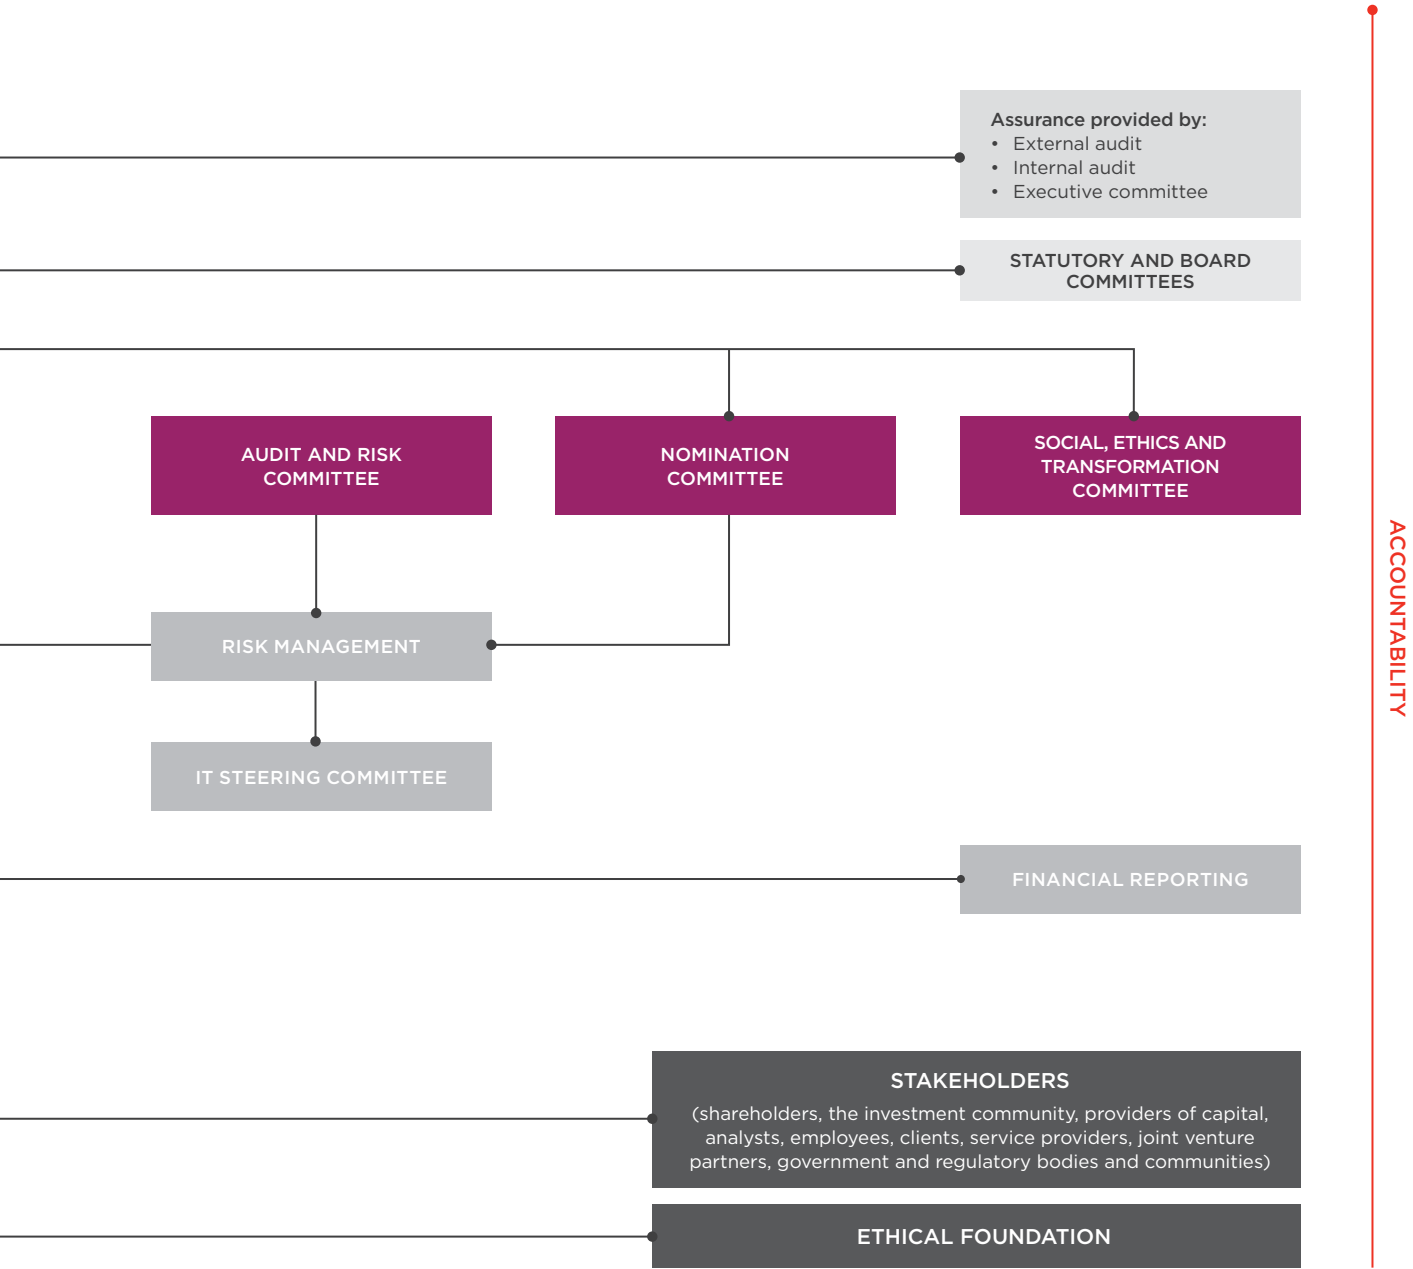 Assurance provided by:
• External audit
• Internal audit
• Executive committee
STATUTORY AND BOARD
COMMITTEES
AUDIT AND RISK
COMMITTEE
NOMINATION
COMMITTEE
SOCIAL, ETHICS AND
TRANSFORMATION
COMMITTEE
ACCOUNTABILITY
RISK MANAGEMENT
IT STEERING COMMITTEE
FINANCIAL REPORTING
STAKEHOLDERS
(shareholders, the investment community, providers of capital,
analysts, employees, clients, service providers, joint venture
partners, government and regulatory bodies and communities)
ETHICAL FOUNDATION